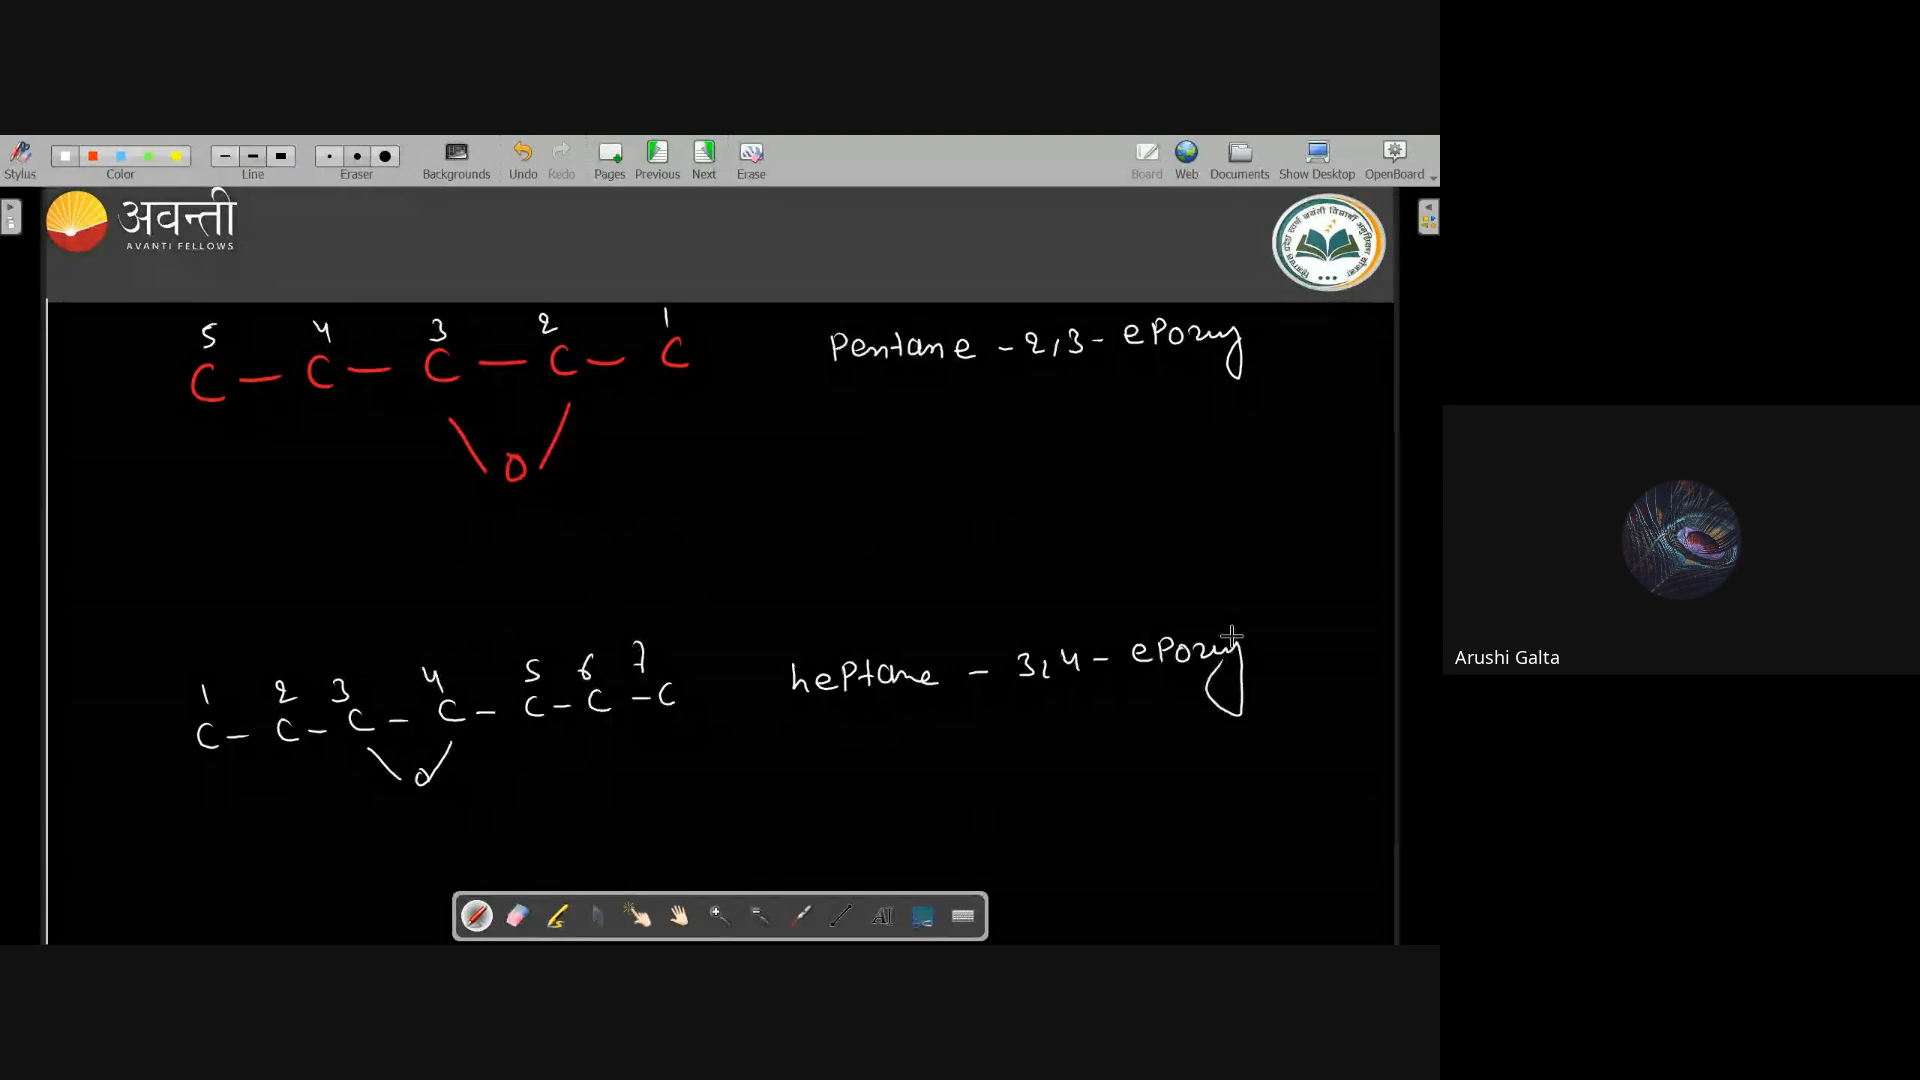 Stylus Color Line Eraser Backgrounds Undo Redo Pages Previous Next Erase Board Web Documents Show Desktop OpenBoard
अवन्ती
AVANTI FELLOWS
5 4 3 2 1
C — C — C — C — C
O
Pentane - 2,3 - epoxy
1 2 3 4 5 6 7
C - C - C - C - C - C - C
O
heptane - 3,4 - epoxy
Arushi Galta